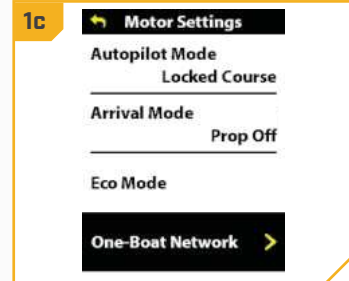 1c
Motor Settings
Autopilot Mode
Locked Course
Arrival Mode
Prop Off
Eco Mode
One-Boat Network